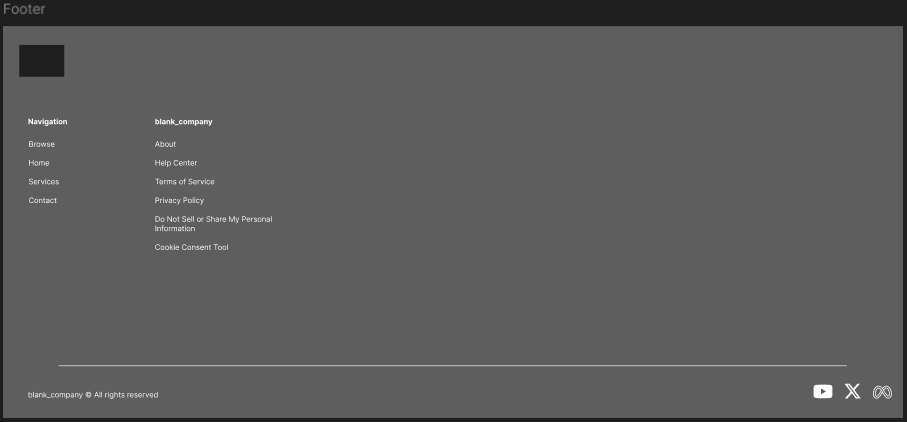 Footer
Navigation
Browse
Home
Services
Contact
blank_company
About
Help Center
Terms of Service
Privacy Policy
Do Not Sell or Share My Personal
Information
Cookie Consent Tool
blank_company © All rights reserved